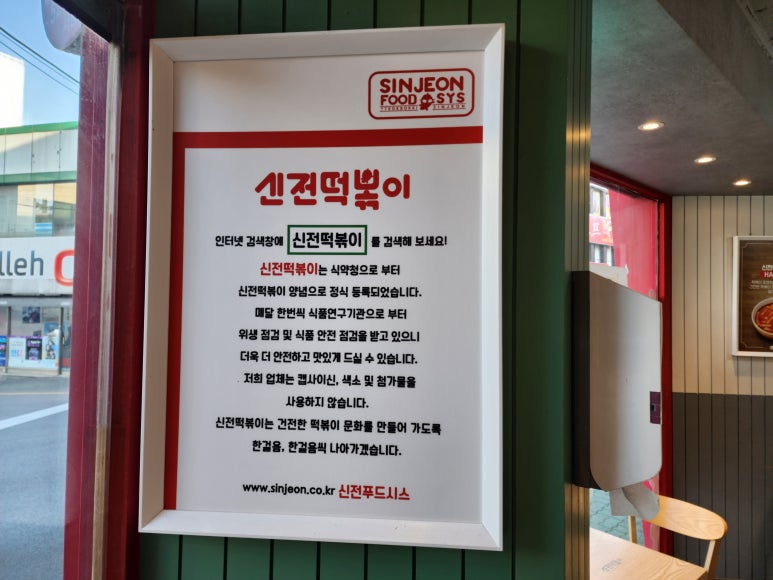 SINJEON
FOOD SYS
TTEOKBOKKI SINJEON
신전떡볶이
인터넷 검색창에 신전떡볶이 를 검색해 보세요!
신전떡볶이는 식약청으로 부터
신전떡볶이 양념으로 정식 등록되었습니다.
매달 한번씩 식품연구기관으로 부터
위생 점검 및 식품 안전 점검을 받고 있으니
더욱 더 안전하고 맛있게 드실 수 있습니다.
저희 업체는 캡사이신, 색소 및 첨가물을
사용하지 않습니다.
신전떡볶이는 건전한 떡볶이 문화를 만들어 가도록
한걸음, 한걸음씩 나아가겠습니다.
www.sinjeon.co.kr 신전푸드시스
lleh
HA